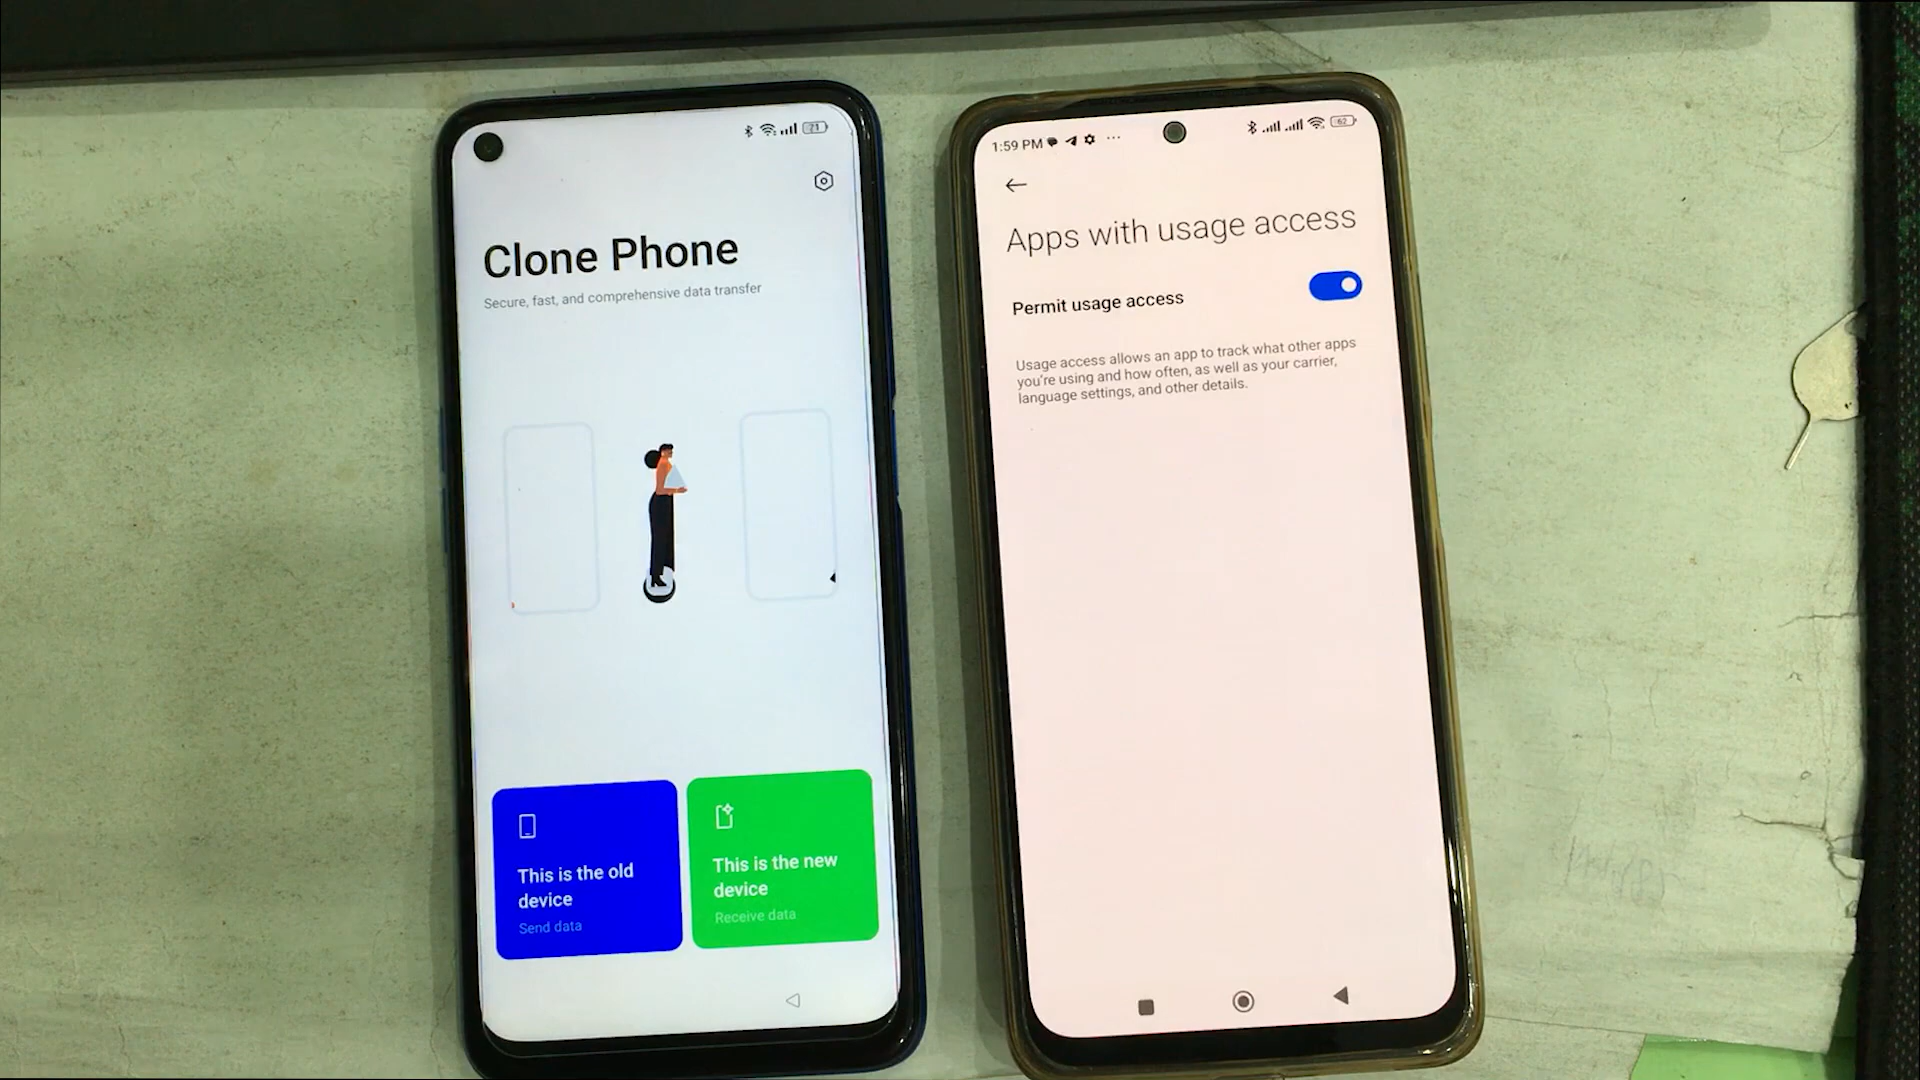 21
Clone Phone
Secure, fast, and comprehensive data transfer
This is the old
device
Send data
This is the new
device
Receive data
1:59 PM
62
Apps with usage access
Permit usage access
Usage access allows an app to track what other apps
you're using and how often, as well as your carrier,
language settings, and other details.